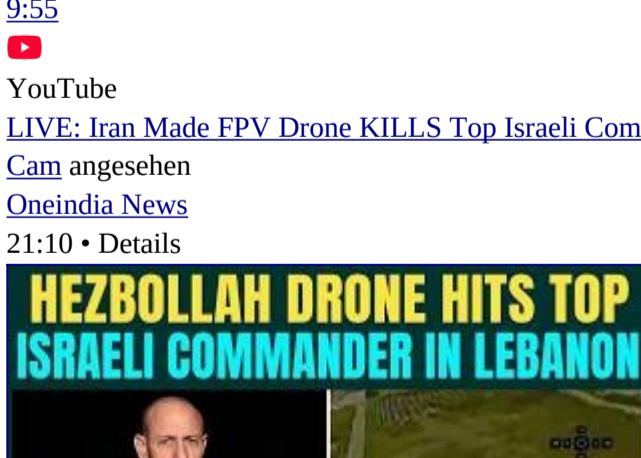 9:55
YouTube
LIVE: Iran Made FPV Drone KILLS Top Israeli Com
Cam angesehen
Oneindia News
21:10 • Details
HEZBOLLAH DRONE HITS TOP
ISRAELI COMMANDER IN LEBANON